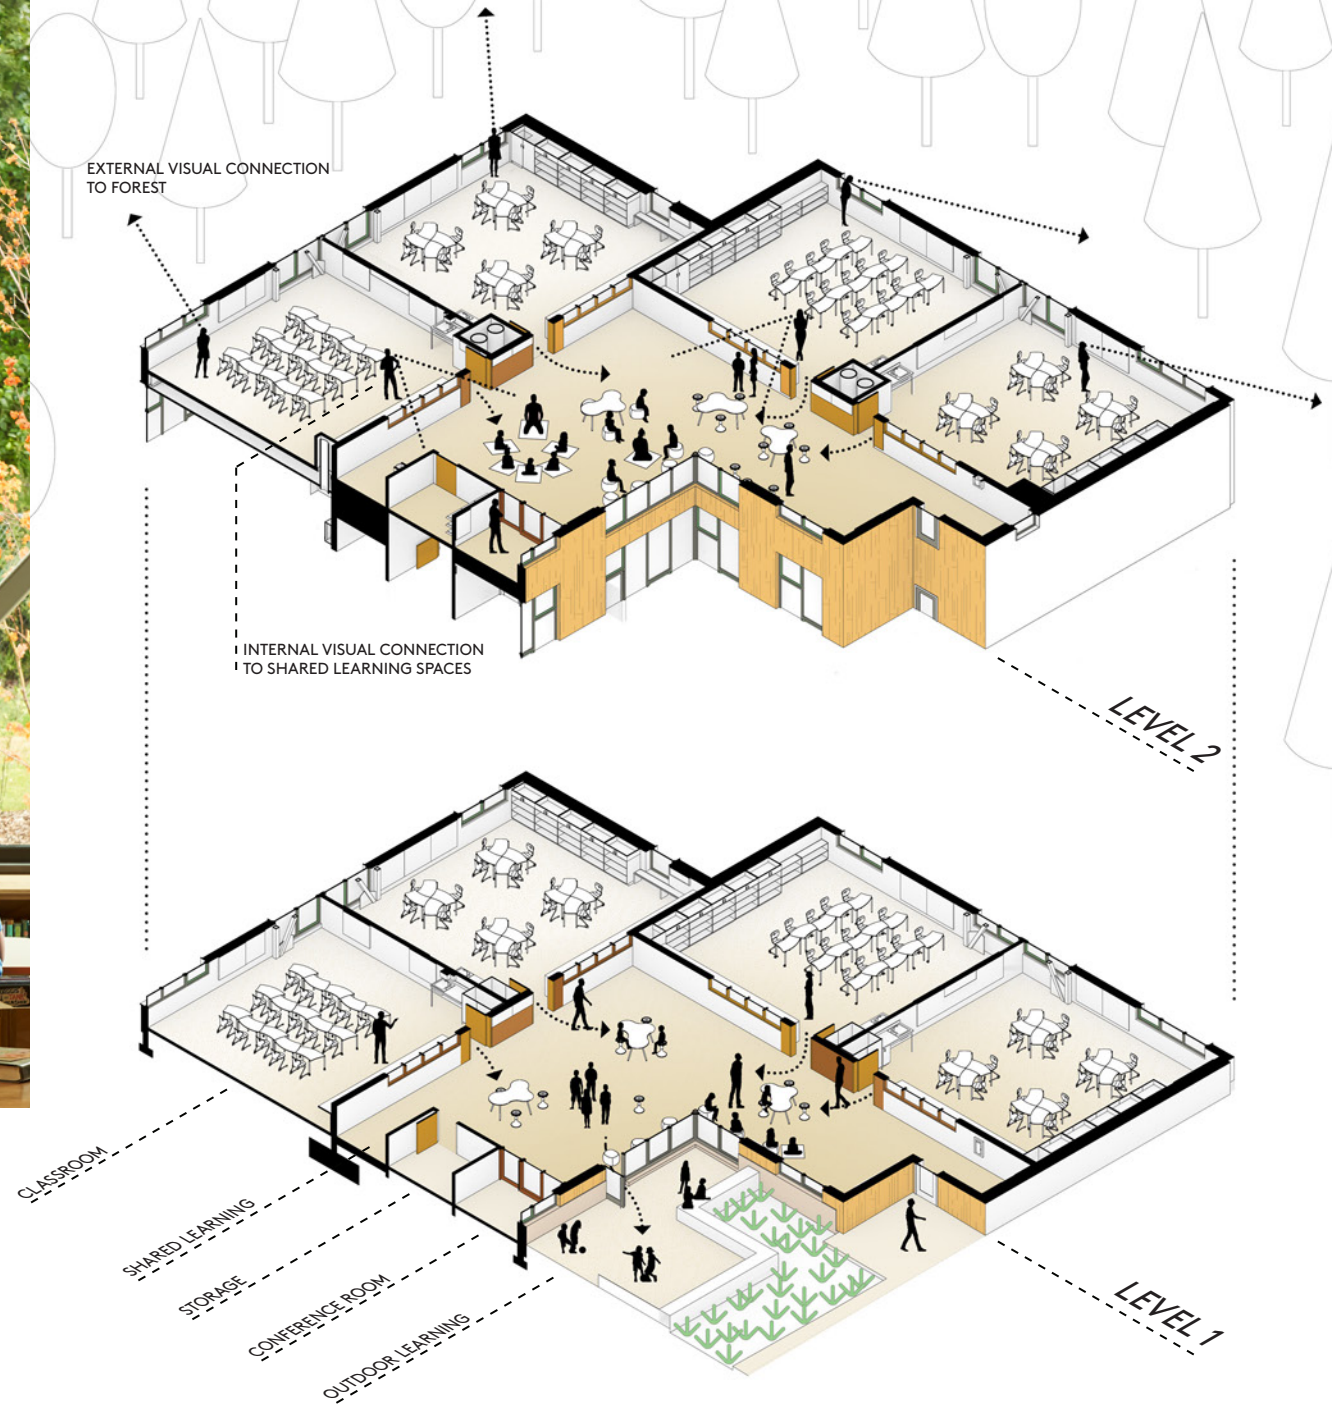 EXTERNAL VISUAL CONNECTION
TO FOREST
INTERNAL VISUAL CONNECTION
TO SHARED LEARNING SPACES
LEVEL 2
CLASSROOM
SHARED LEARNING
STORAGE
CONFERENCE ROOM
OUTDOOR LEARNING
LEVEL 1